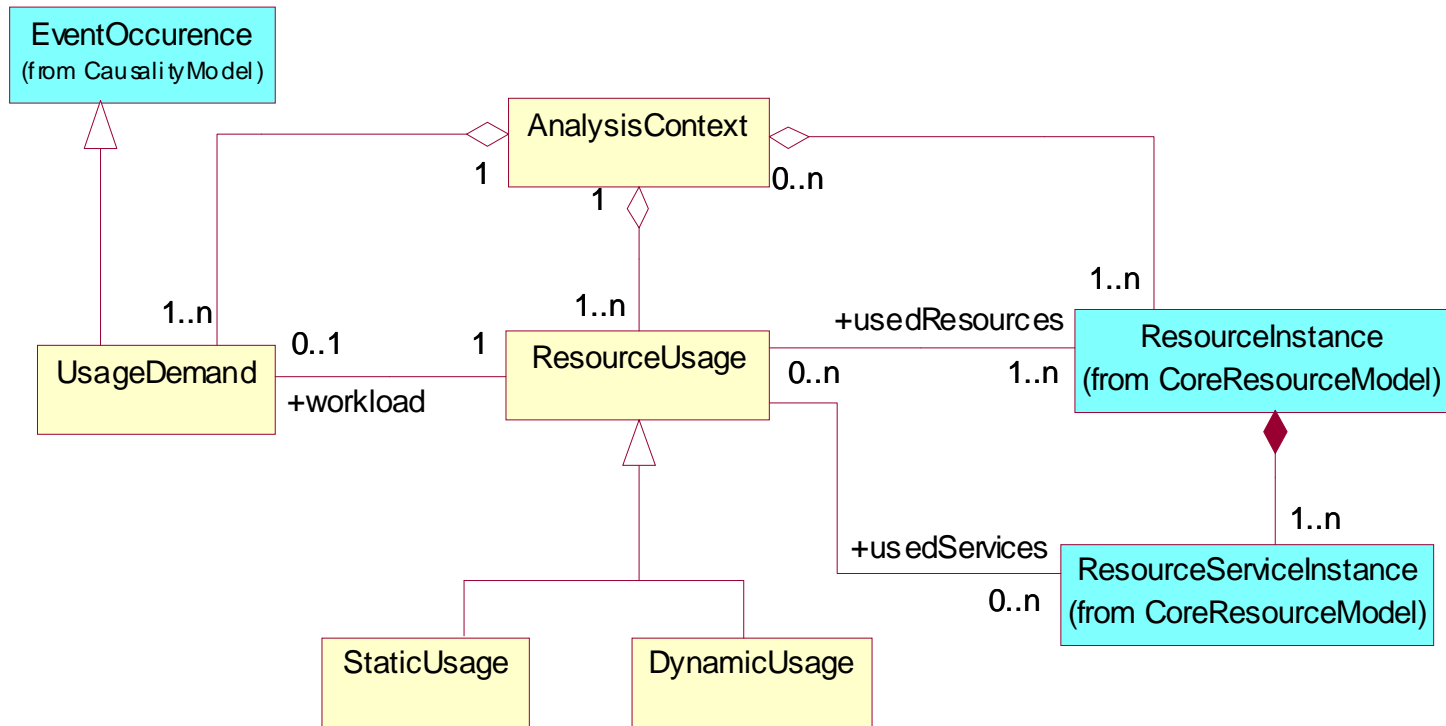 EventOccurence
(from CausalityModel)
AnalysisContext
1
1
0..n
1..n
1..n
1..n
0..1
1
+usedResources
UsageDemand
ResourceUsage
ResourceInstance
(from CoreResourceModel)
+workload
0..n
1..n
1..n
+usedServices
0..n
ResourceServiceInstance
(from CoreResourceModel)
StaticUsage
DynamicUsage